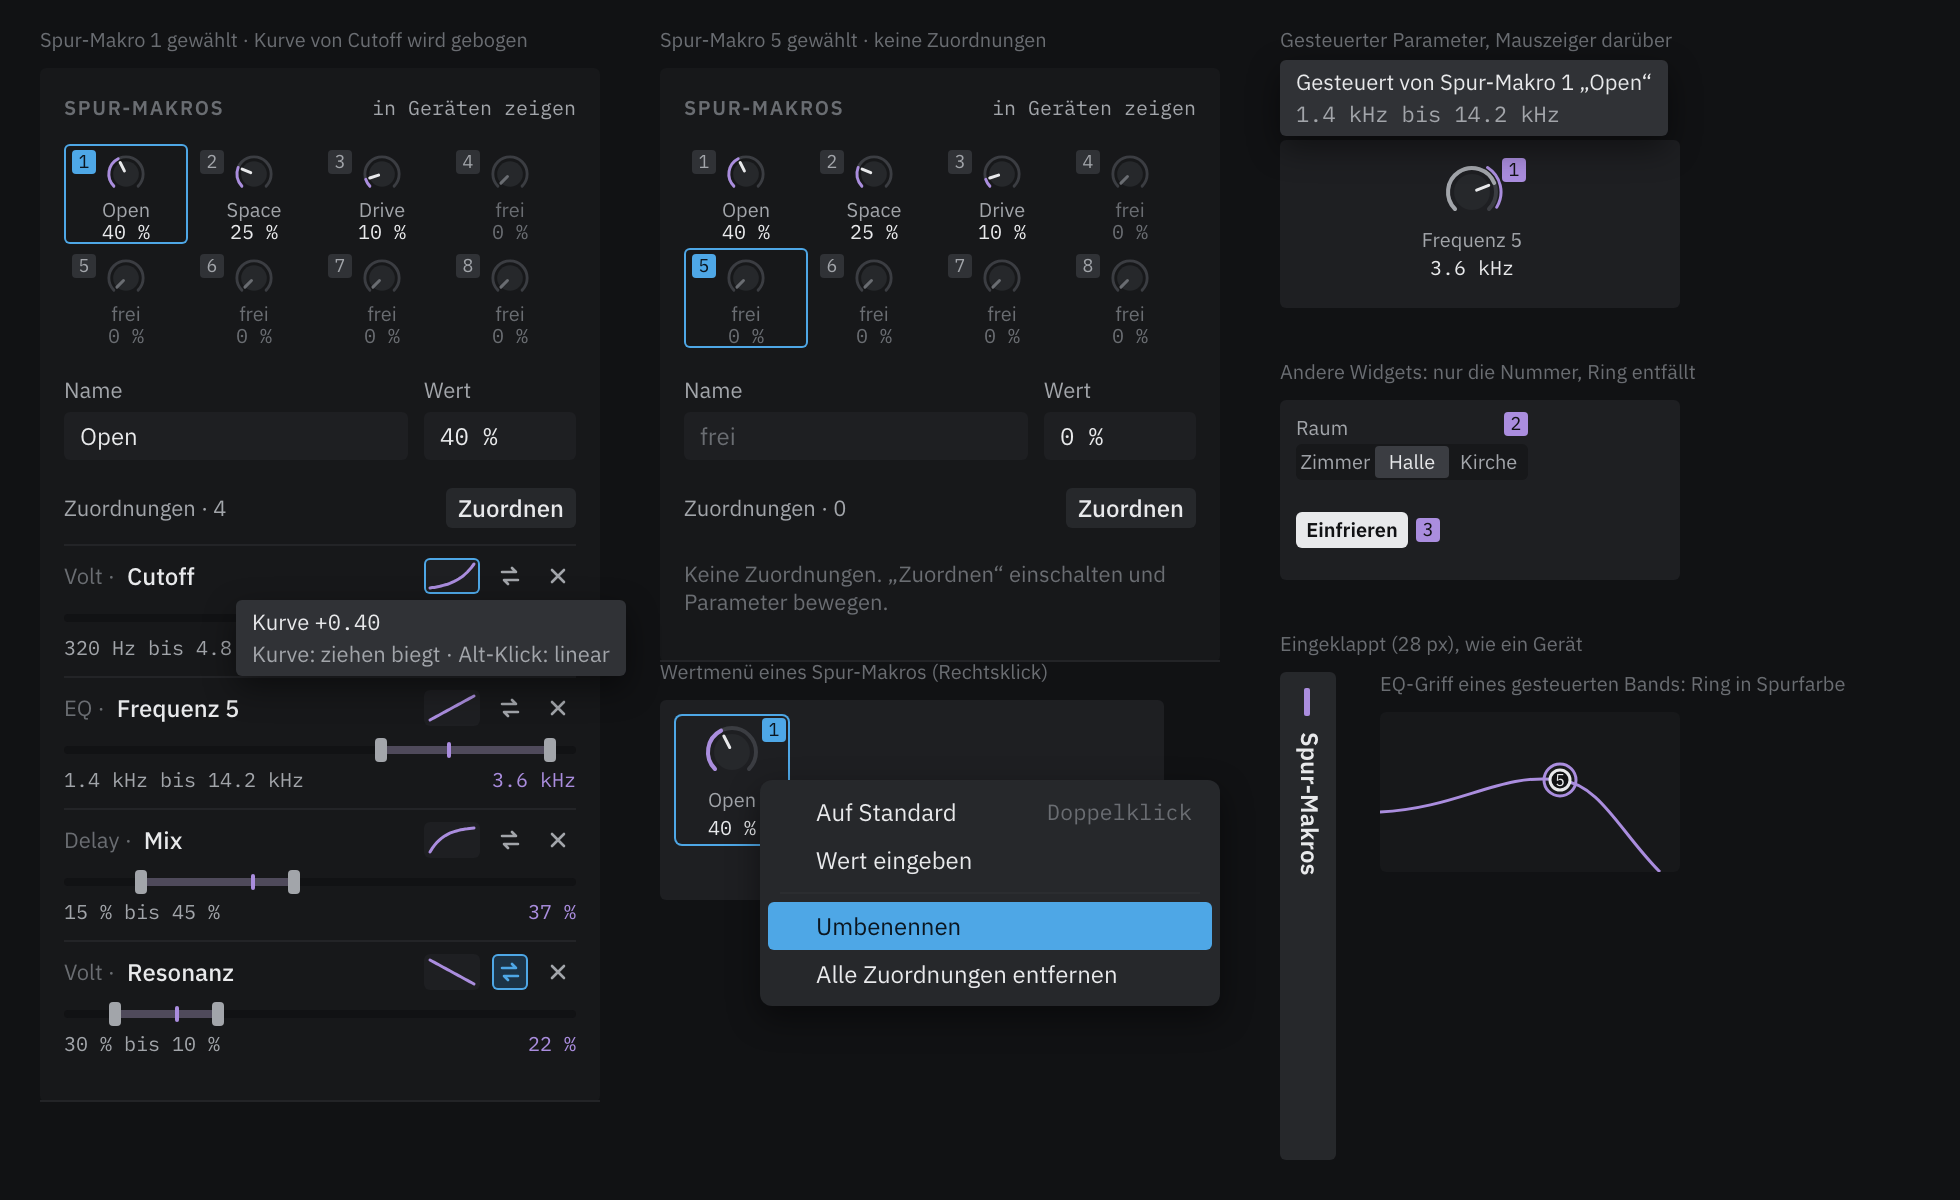 Spur-Makro 1 gewählt · Kurve von Cutoff wird gebogen
SPUR-MAKROS
in Geräten zeigen
1
2
3
4
Open
Space
Drive
frei
40 %
25 %
10 %
0 %
5
6
7
8
frei
frei
frei
frei
0 %
0 %
0 %
0 %
Name
Wert
Open
40 %
Zuordnungen · 4
Zuordnen
Volt · Cutoff
Kurve +0.40
Kurve: ziehen biegt · Alt-Klick: linear
320 Hz bis 4.8
EQ · Frequenz 5
1.4 kHz bis 14.2 kHz
3.6 kHz
Delay · Mix
15 % bis 45 %
37 %
Volt · Resonanz
30 % bis 10 %
22 %
Spur-Makro 5 gewählt · keine Zuordnungen
SPUR-MAKROS
in Geräten zeigen
1
2
3
4
Open
Space
Drive
frei
40 %
25 %
10 %
0 %
5
6
7
8
frei
frei
frei
frei
0 %
0 %
0 %
0 %
Name
Wert
frei
0 %
Zuordnungen · 0
Zuordnen
Keine Zuordnungen. „Zuordnen“ einschalten und
Parameter bewegen.
Wertmenü eines Spur-Makros (Rechtsklick)
1
Open
40 %
Auf Standard
Doppelklick
Wert eingeben
Umbenennen
Alle Zuordnungen entfernen
Gesteuerter Parameter, Mauszeiger darüber
Gesteuert von Spur-Makro 1 „Open“
1.4 kHz bis 14.2 kHz
1
Frequenz 5
3.6 kHz
Andere Widgets: nur die Nummer, Ring entfällt
Raum
2
Zimmer
Halle
Kirche
Einfrieren
3
Eingeklappt (28 px), wie ein Gerät
Spur-Makros
EQ-Griff eines gesteuerten Bands: Ring in Spurfarbe
5